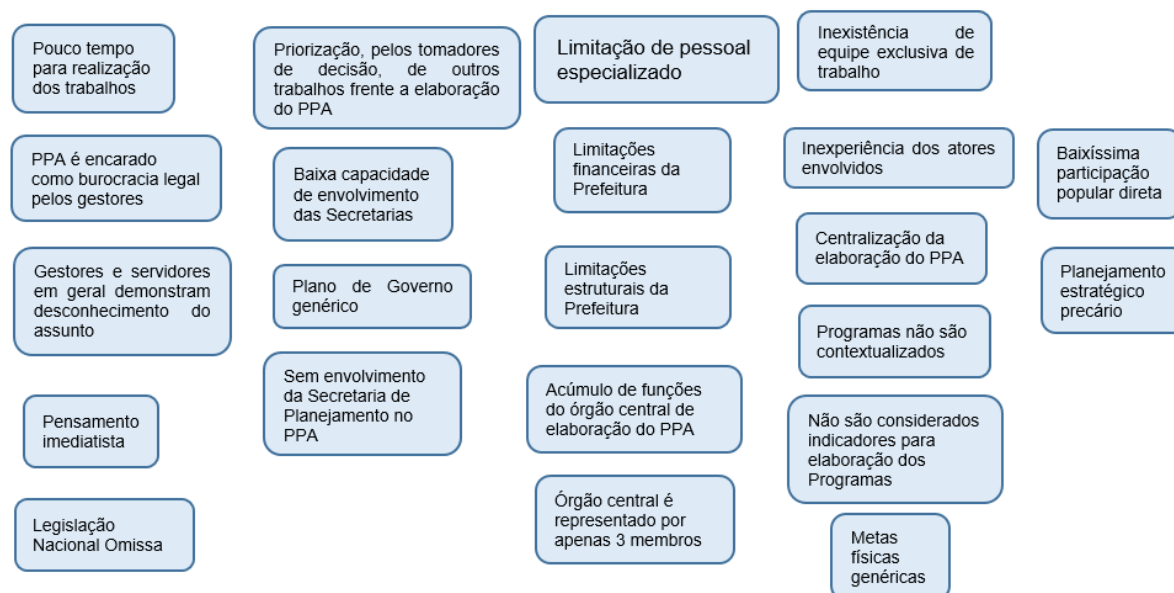 Pouco tempo
para realização
dos trabalhos
PPA é encarado
como burocracia legal
pelos gestores
Gestores e servidores
em geral demonstram
desconhecimento do
assunto
Pensamento
imediatista
Legislação
Nacional Omissa
Priorização, pelos tomadores
de decisão, de outros
trabalhos frente a elaboração
do PPA
Baixa capacidade
de envolvimento
das Secretarias
Plano de Governo
genérico
Sem envolvimento
da Secretaria de
Planejamento no
PPA
Limitação de pessoal
especializado
Limitações
financeiras da
Prefeitura
Limitações
estruturais da
Prefeitura
Acúmulo de funções
do órgão central de
elaboração do PPA
Órgão central é
representado por
apenas 3 membros
Inexistência de
equipe exclusiva de
trabalho
Inexperiência dos atores
envolvidos
Centralização da
elaboração do PPA
Programas não são
contextualizados
Não são considerados
indicadores para
elaboração dos
Programas
Metas
físicas
genéricas
Baixíssima
participação
popular direta
Planejamento
estratégico
precário